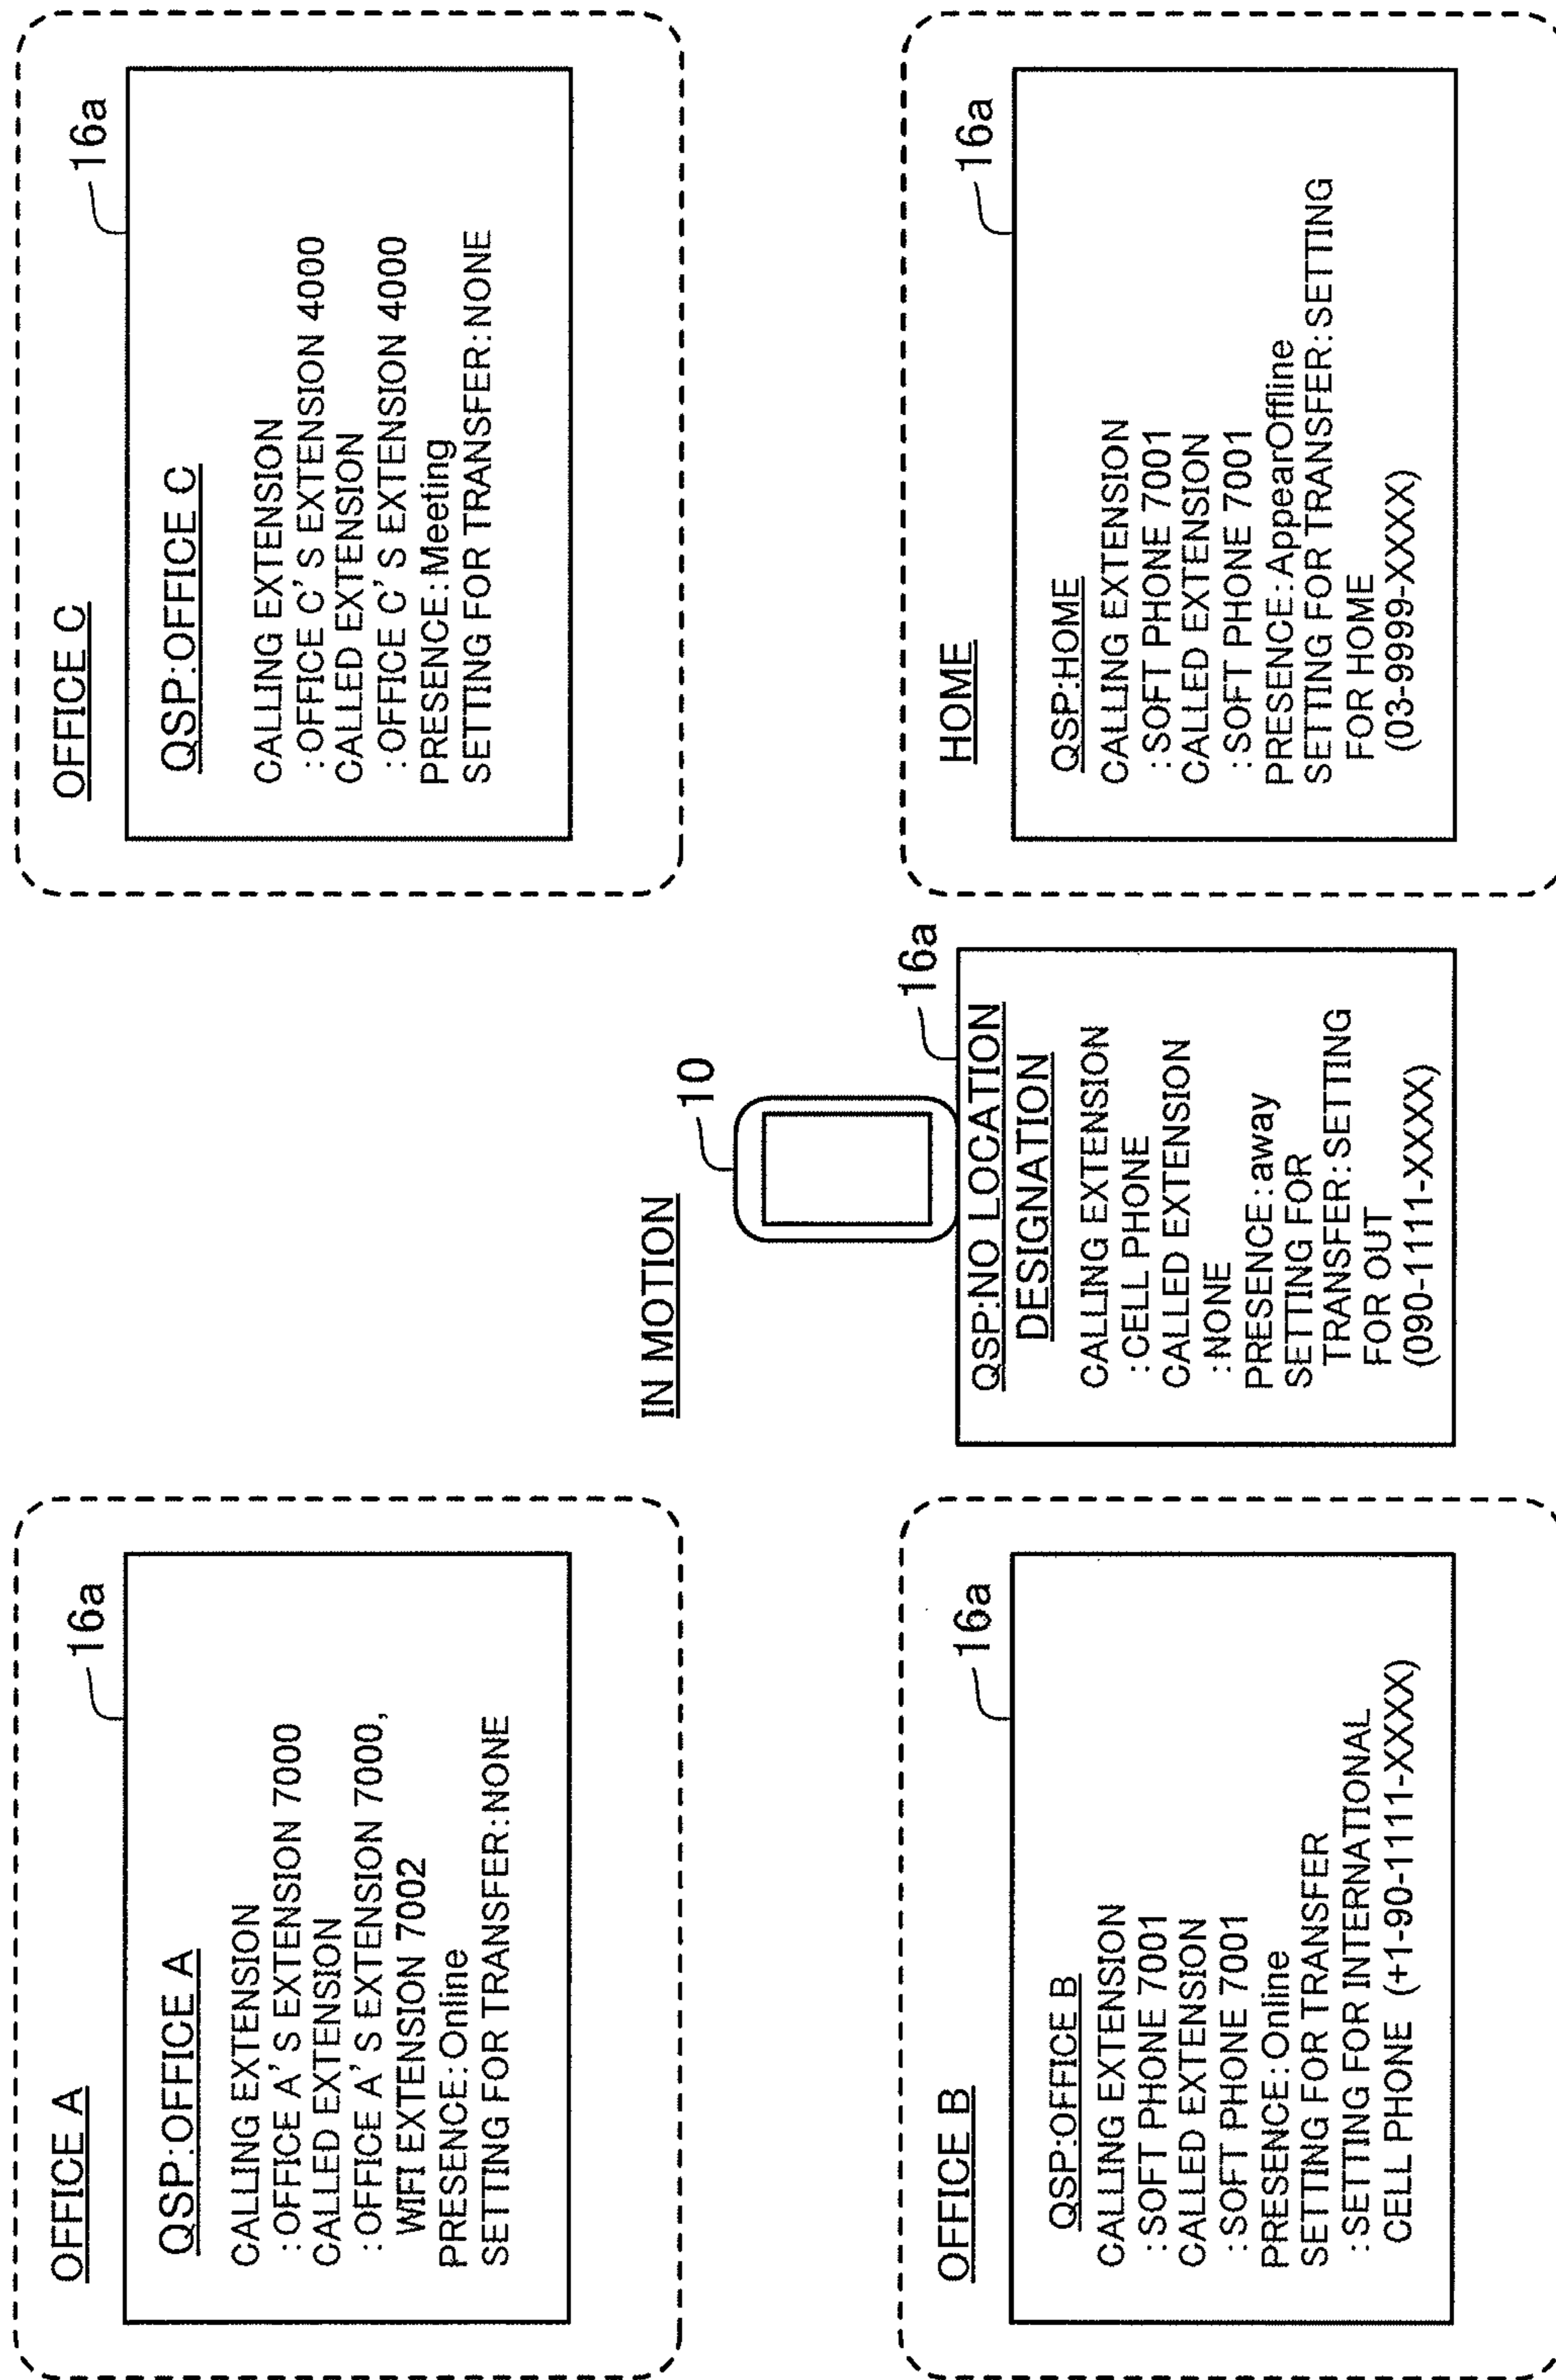 OFFICE A
16a
QSP:OFFICE A
CALLING EXTENSION
:OFFICE A'S EXTENSION 7000
CALLED EXTENSION
:OFFICE A'S EXTENSION 7000,
WIFI EXTENSION 7002
PRESENCE:Online
SETTING FOR TRANSFER:NONE
OFFICE C
16a
QSP:OFFICE C
CALLING EXTENSION
:OFFICE C'S EXTENSION 4000
CALLED EXTENSION
:OFFICE C'S EXTENSION 4000
PRESENCE:Meeting
SETTING FOR TRANSFER:NONE
IN MOTION
10
16a
QSP:NO LOCATION
DESIGNATION
CALLING EXTENSION
:CELL PHONE
CALLED EXTENSION
:NONE
PRESENCE:away
SETTING FOR
TRANSFER:SETTING
FOR OUT
(090-1111-XXXX)
OFFICE B
16a
QSP:OFFICE B
CALLING EXTENSION
:SOFT PHONE 7001
CALLED EXTENSION
:SOFT PHONE 7001
PRESENCE:Online
SETTING FOR TRANSFER
:SETTING FOR INTERNATIONAL
CELL PHONE (+1-90-1111-XXXX)
HOME
16a
QSP:HOME
CALLING EXTENSION
:SOFT PHONE 7001
CALLED EXTENSION
:SOFT PHONE 7001
PRESENCE:AppearOffline
SETTING FOR TRANSFER:SETTING
FOR HOME
(03-9999-XXXX)